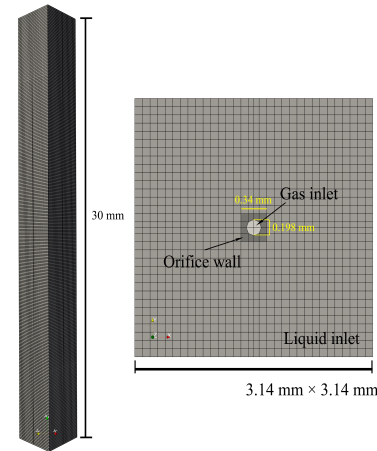 30 mm
0.34 mm
Gas inlet
0.198 mm
Orifice wall
Liquid inlet
3.14 mm × 3.14 mm